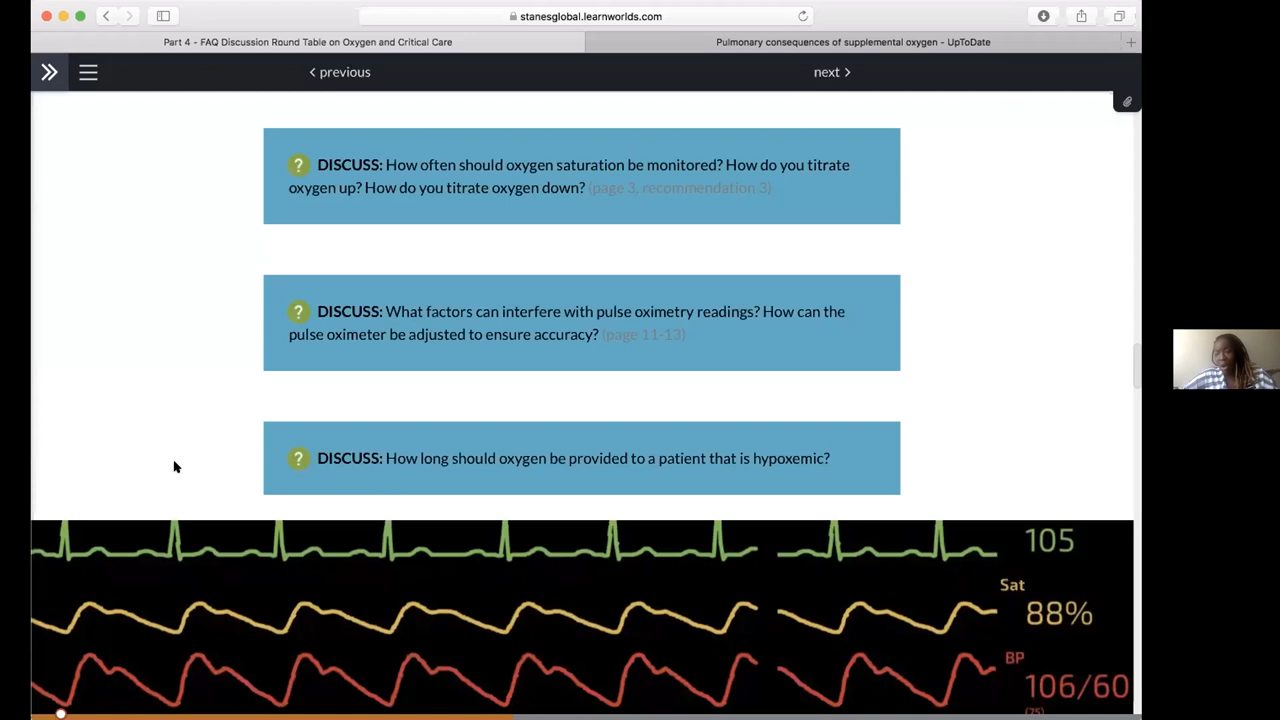 stanesglobal.learnworlds.com
Part 4 - FAQ Discussion Round Table on Oxygen and Critical Care
Pulmonary consequences of supplemental oxygen - UpToDate
previous
next
? DISCUSS: How often should oxygen saturation be monitored? How do you titrate
oxygen up? How do you titrate oxygen down? (page 3, recommendation 3)
? DISCUSS: What factors can interfere with pulse oximetry readings? How can the
pulse oximeter be adjusted to ensure accuracy? (page 11-13)
? DISCUSS: How long should oxygen be provided to a patient that is hypoxemic?
105
Sat
88%
BP
106/60
(75)